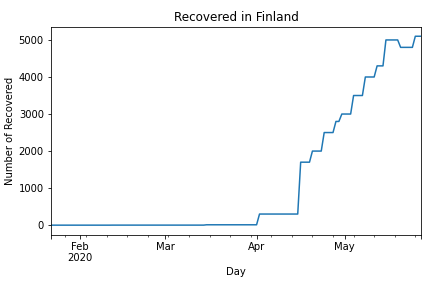 Recovered in Finland
Number of Recovered
5000
4000
3000
2000
1000
0
Feb
2020
Mar
Apr
May
Day